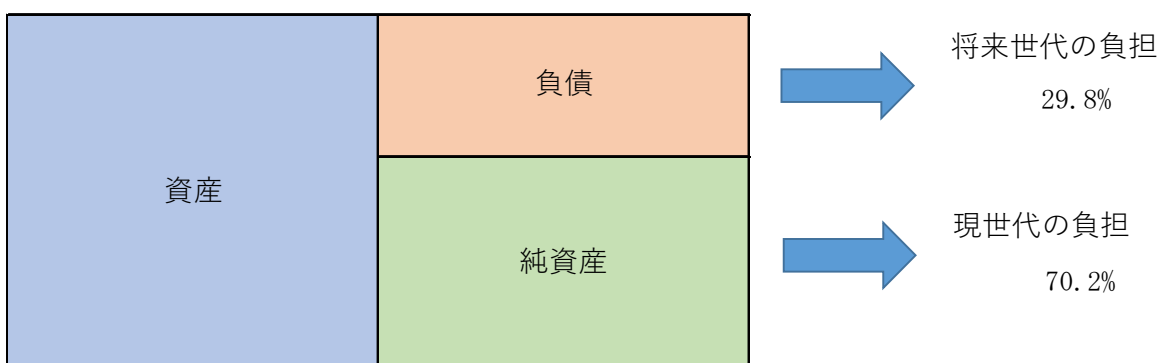 資産
負債
純資産
将来世代の負担
29.8%
現世代の負担
70.2%